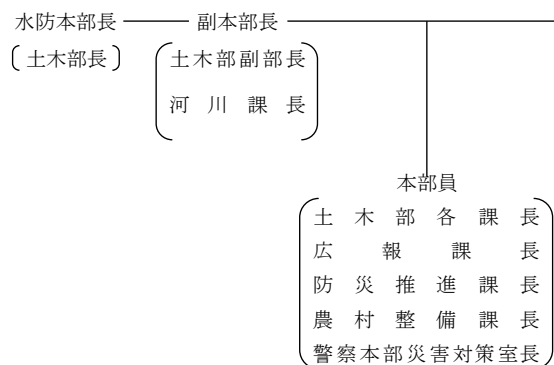 水防本部長 副本部長
土木部長 土木部副部長
河川課長
本部員
土木部各課長
広報課長
防災推進課長
農村整備課長
警察本部災害対策室長